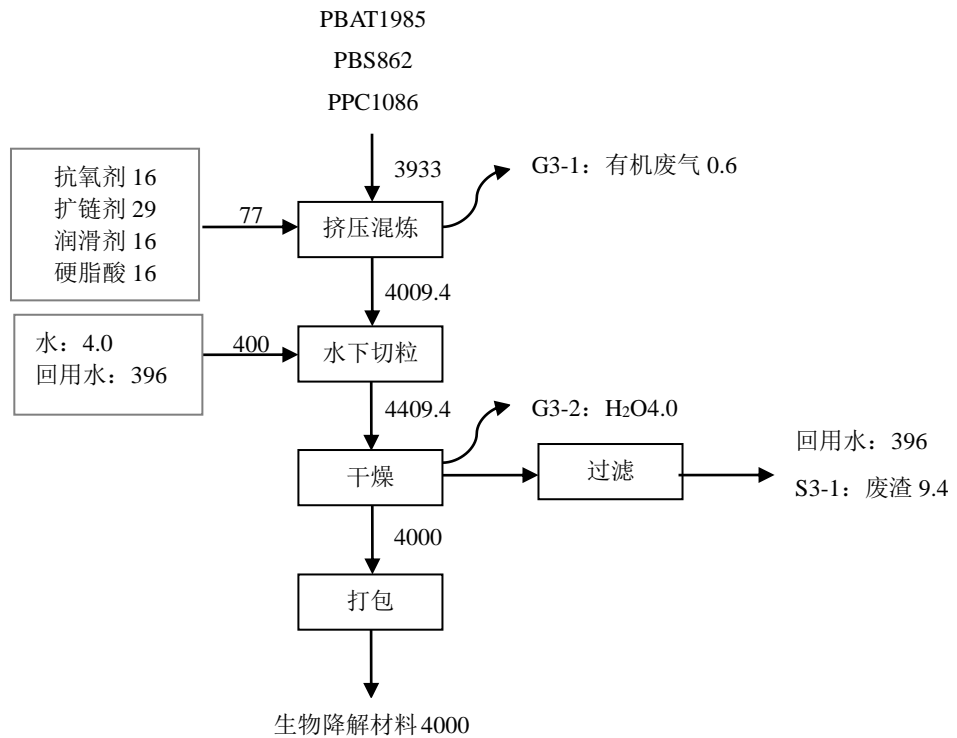 PBAT1985
PBS862
PPC1086
3933
G3-1：有机废气 0.6
抗氧剂 16
扩链剂 29
润滑剂 16
硬脂酸 16
77
挤压混炼
4009.4
水：4.0
回用水：396
400
水下切粒
4409.4
G3-2：H₂O4.0
干燥
过滤
回用水：396
S3-1：废渣 9.4
4000
打包
生物降解材料 4000